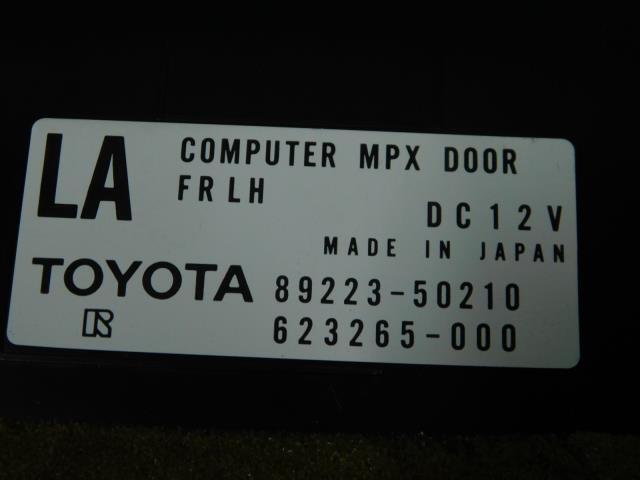 LA COMPUTER MPX DOOR
FR LH
DC12V
MADE IN JAPAN
TOYOTA 89223-50210
R 623265-000